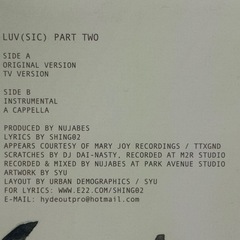 LUV(SIC) PART TWO
SIDE A
ORIGINAL VERSION
TV VERSION
SIDE B
INSTRUMENTAL
A CAPPELLA
PRODUCED BY NUJABES
LYRICS BY SHING02
APPEARS COURTESY OF MARY JOY RECORDINGS / TTXGND
SCRATCHES BY DJ DAI-NASTY, RECORDED AT M2R STUDIO
RECORDED & MIXED BY NUJABES AT PARK AVENUE STUDIO
ARTWORK BY SYU
LAYOUT BY URBAN DEMOGRAPHICS / SYU
FOR LYRICS: WWW.E22.COM/SHING02
E-MAIL: hydeoutpro@hotmail.com